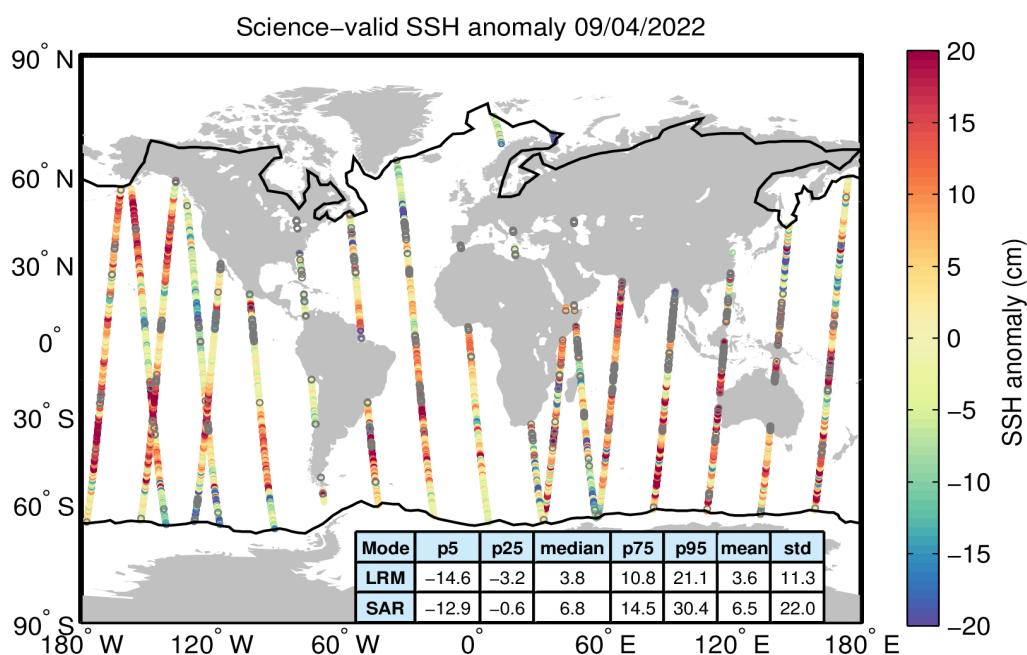 Science−valid SSH anomaly 09/04/2022
90° N
60° N
30° N
0°
30° S
60° S
90° S
180° W
120° W
60° W
0°
60° E
120° E
180° E
Mode p5 p25 median p75 p95 mean std
LRM −14.6 −3.2 3.8 10.8 21.1 3.6 11.3
SAR −12.9 −0.6 6.8 14.5 30.4 6.5 22.0
20
15
10
5
0
−5
−10
−15
−20
SSH anomaly (cm)